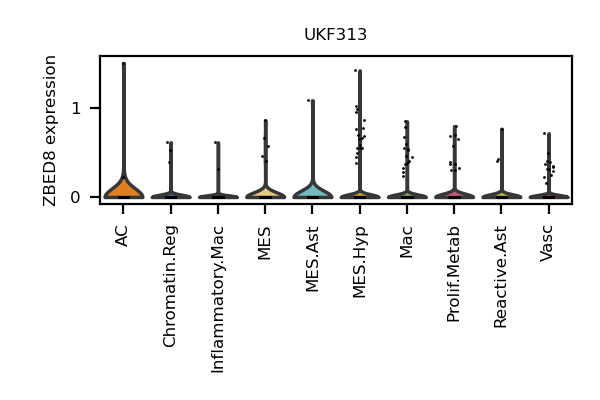 UKF313
ZBED8 expression
1
0
AC
Chromatin.Reg
Inflammatory.Mac
MES
MES.Ast
MES.Hyp
Mac
Prolif.Metab
Reactive.Ast
Vasc